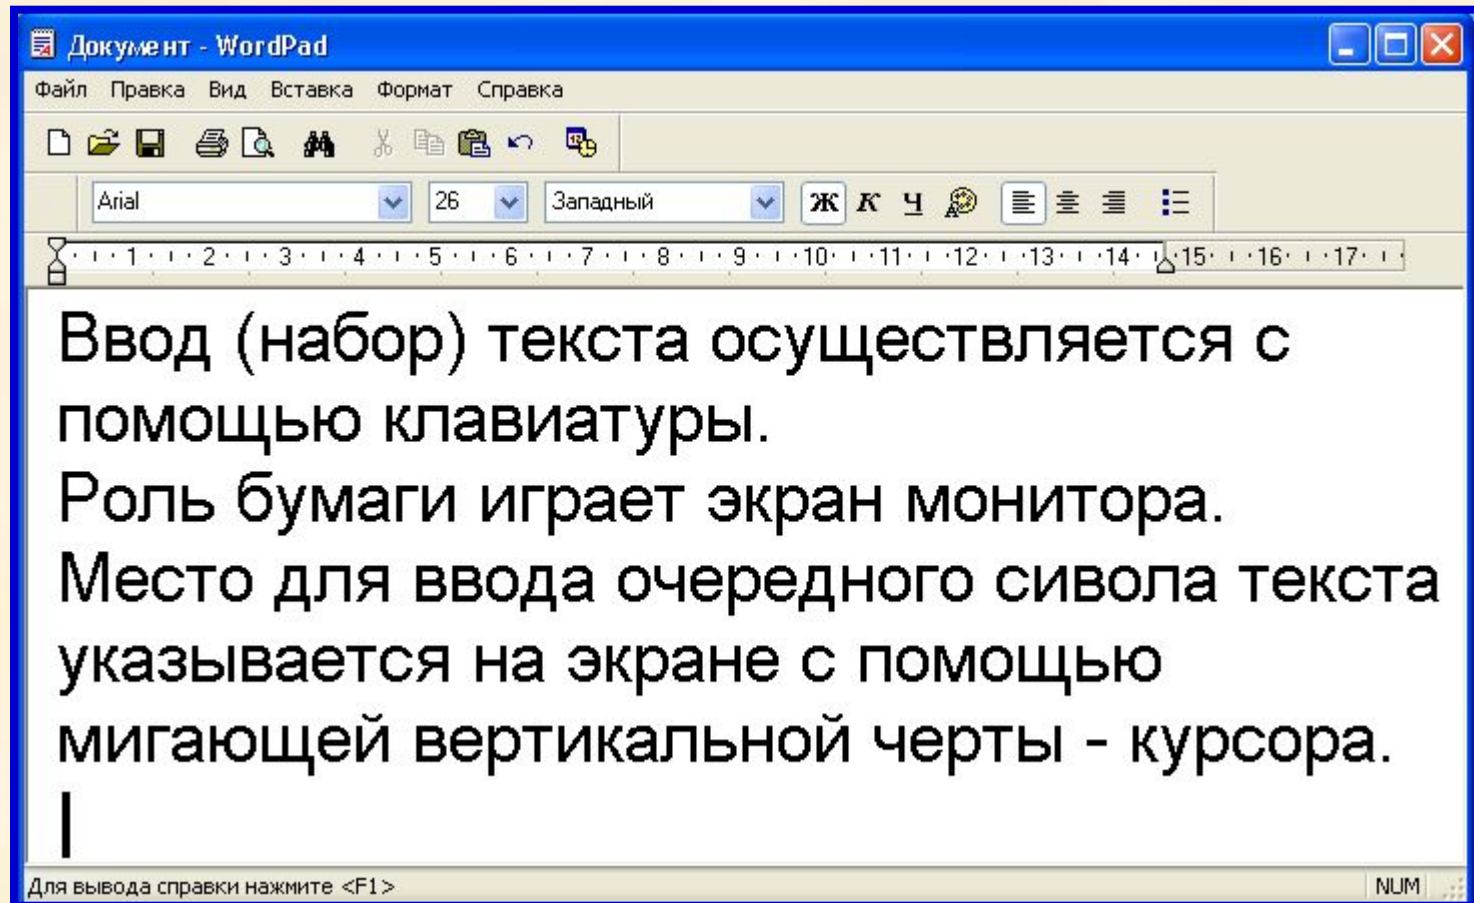 Документ - WordPad
Файл Правка Вид Вставка Формат Справка
Arial 26 Западный Ж К Ч
1 2 3 4 5 6 7 8 9 10 11 12 13 14 15 16 17
Ввод (набор) текста осуществляется с
помощью клавиатуры.
Роль бумаги играет экран монитора.
Место для ввода очередного сивола текста
указывается на экране с помощью
мигающей вертикальной черты - курсора.
Для вывода справки нажмите <F1> NUM